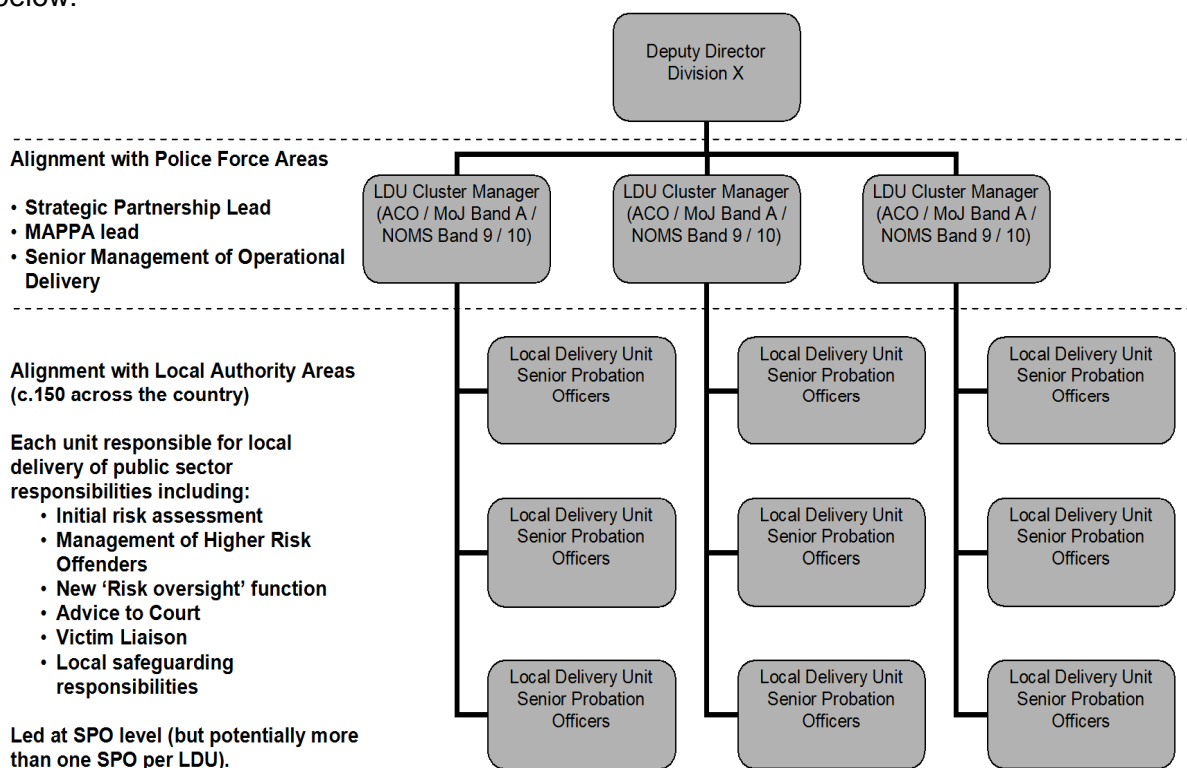 below.
Deputy Director
Division X
Alignment with Police Force Areas
• Strategic Partnership Lead
• MAPPA lead
• Senior Management of Operational
Delivery
LDU Cluster Manager
(ACO / MoJ Band A /
NOMS Band 9 / 10)
LDU Cluster Manager
(ACO / MoJ Band A /
NOMS Band 9 / 10)
LDU Cluster Manager
(ACO / MoJ Band A /
NOMS Band 9 / 10)
Alignment with Local Authority Areas
(c.150 across the country)
Each unit responsible for local
delivery of public sector
responsibilities including:
• Initial risk assessment
• Management of Higher Risk
Offenders
• New ‘Risk oversight’ function
• Advice to Court
• Victim Liaison
• Local safeguarding
responsibilities
Led at SPO level (but potentially more
than one SPO per LDU).
Local Delivery Unit
Senior Probation
Officers
Local Delivery Unit
Senior Probation
Officers
Local Delivery Unit
Senior Probation
Officers
Local Delivery Unit
Senior Probation
Officers
Local Delivery Unit
Senior Probation
Officers
Local Delivery Unit
Senior Probation
Officers
Local Delivery Unit
Senior Probation
Officers
Local Delivery Unit
Senior Probation
Officers
Local Delivery Unit
Senior Probation
Officers